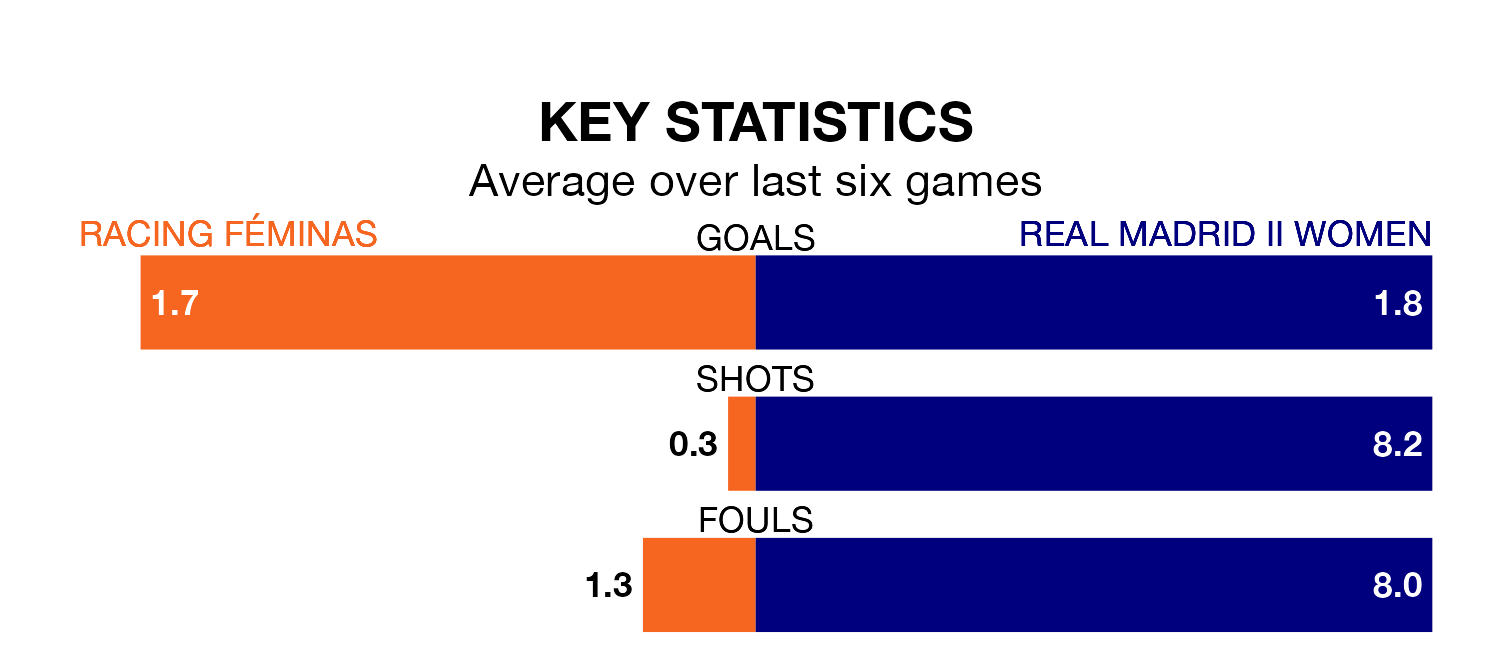 KEY STATISTICS
Average over last six games
RACING FÉMINAS GOALS REAL MADRID II WOMEN
1.7 1.8
SHOTS
0.3 8.2
FOULS
1.3 8.0